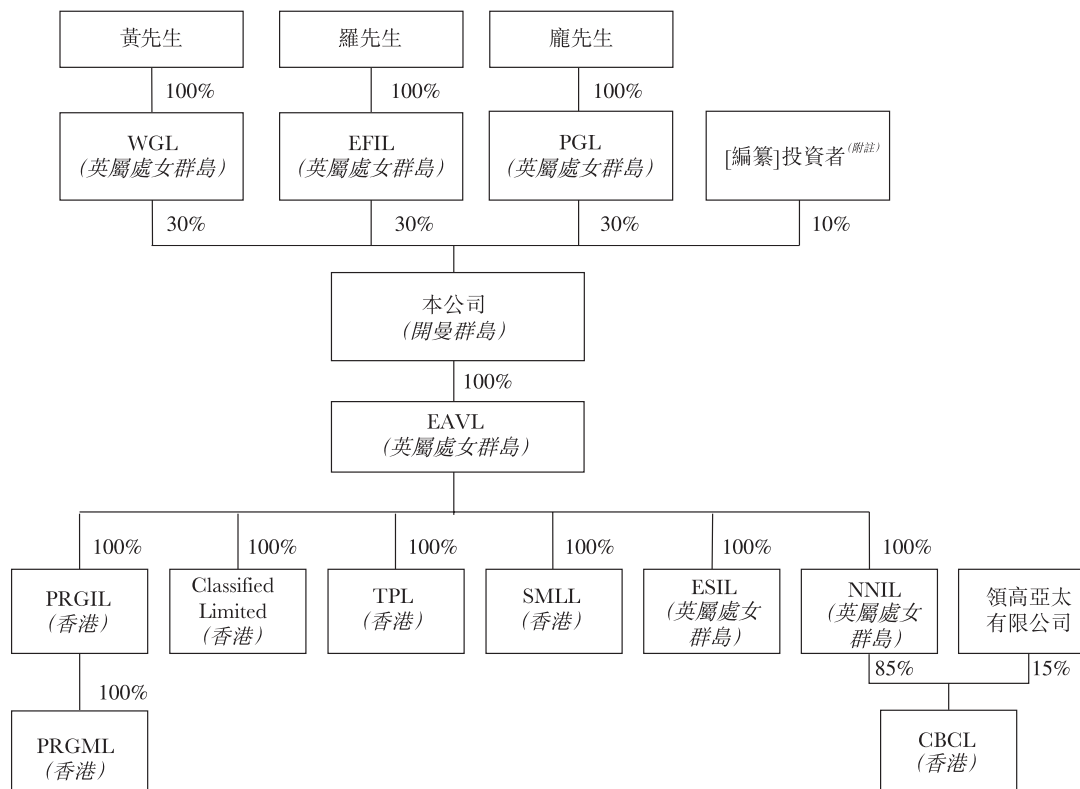 黃先生
羅先生
龐先生
100%
100%
100%
WGL
(英屬處女群島)
EFIL
(英屬處女群島)
PGL
(英屬處女群島)
[編纂]投資者(附註)
30%
30%
30%
10%
本公司
(開曼群島)
100%
EAVL
(英屬處女群島)
100%
100%
100%
100%
100%
100%
PRGIL
(香港)
Classified
Limited
(香港)
TPL
(香港)
SMLL
(香港)
ESIL
(英屬處女
群島)
NNIL
(英屬處女
群島)
領高亞太
有限公司
100%
85%
15%
PRGML
(香港)
CBCL
(香港)